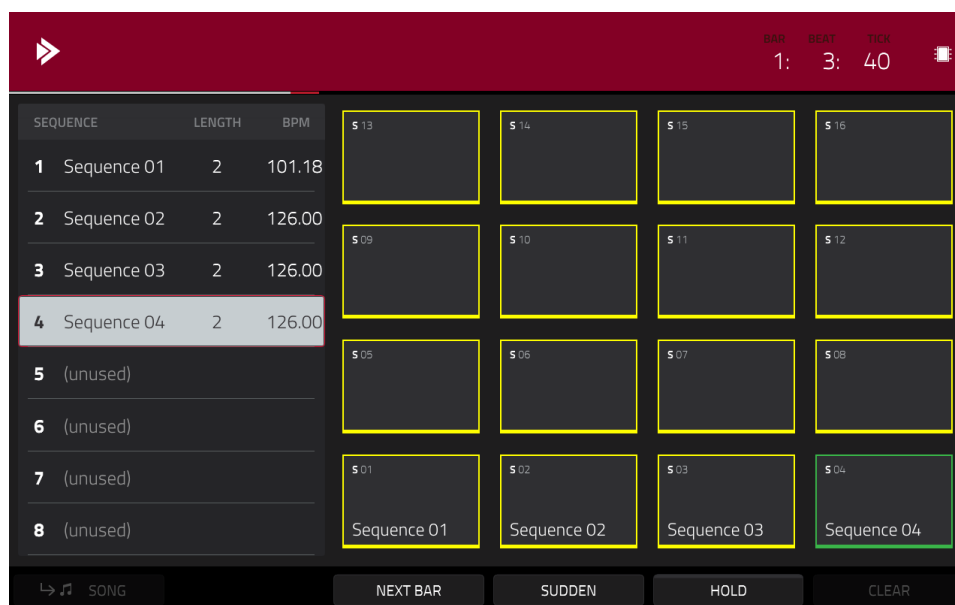 BAR BEAT TICK
1: 3: 40
SEQUENCE LENGTH BPM
1 Sequence 01 2 101.18
2 Sequence 02 2 126.00
3 Sequence 03 2 126.00
4 Sequence 04 2 126.00
5 (unused)
6 (unused)
7 (unused)
8 (unused)
S 13 S 14 S 15 S 16
S 09 S 10 S 11 S 12
S 05 S 06 S 07 S 08
S 01 S 02 S 03 S 04
Sequence 01 Sequence 02 Sequence 03 Sequence 04
SONG NEXT BAR SUDDEN HOLD CLEAR